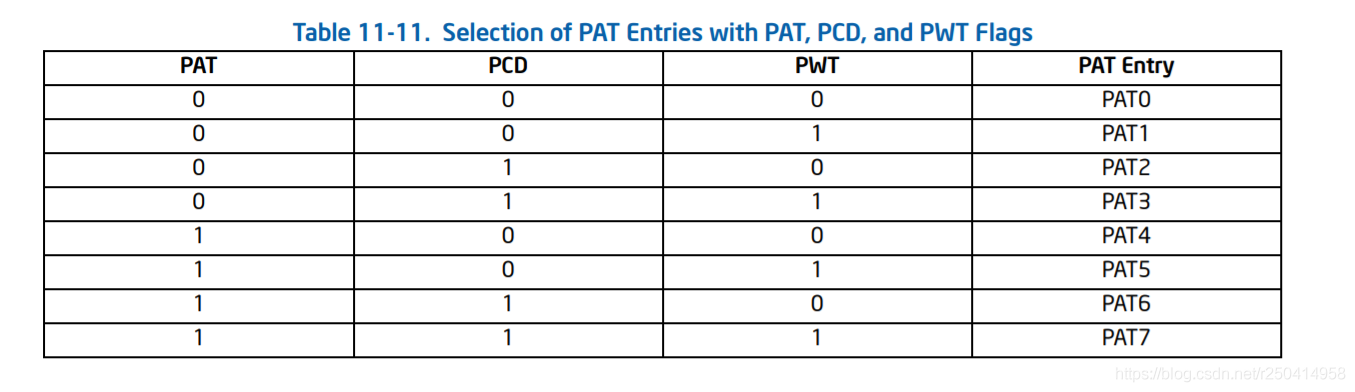 Table 11-11. Selection of PAT Entries with PAT, PCD, and PWT Flags
PAT PCD PWT PAT Entry
0 0 0 PAT0
0 0 1 PAT1
0 1 0 PAT2
0 1 1 PAT3
1 0 0 PAT4
1 0 1 PAT5
1 1 0 PAT6
1 1 1 PAT7
https://blog.csdn.net/r250414958